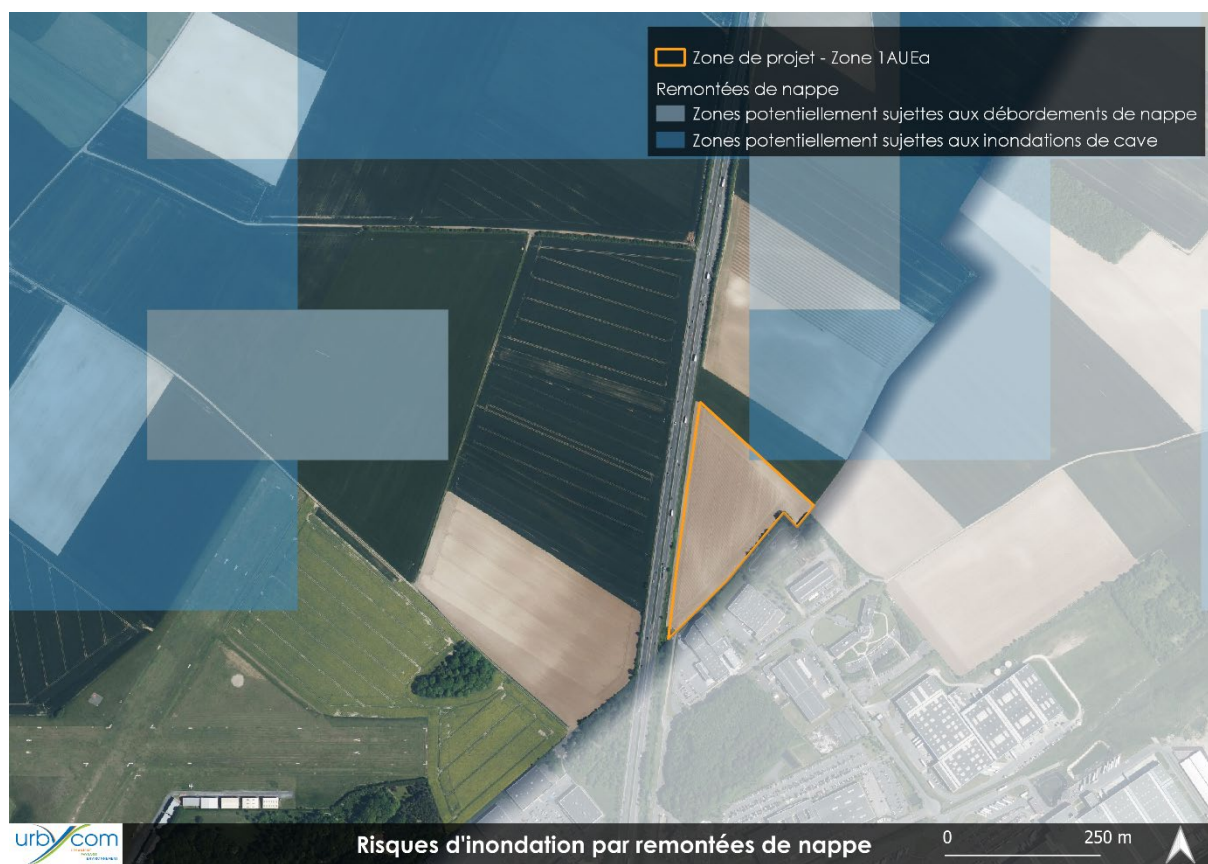 Zone de projet - Zone 1AUEa
Remontées de nappe
Zones potentiellement sujettes aux débordements de nappe
Zones potentiellement sujettes aux inondations de cave
urbycom
Risques d'inondation par remontées de nappe
0 250 m